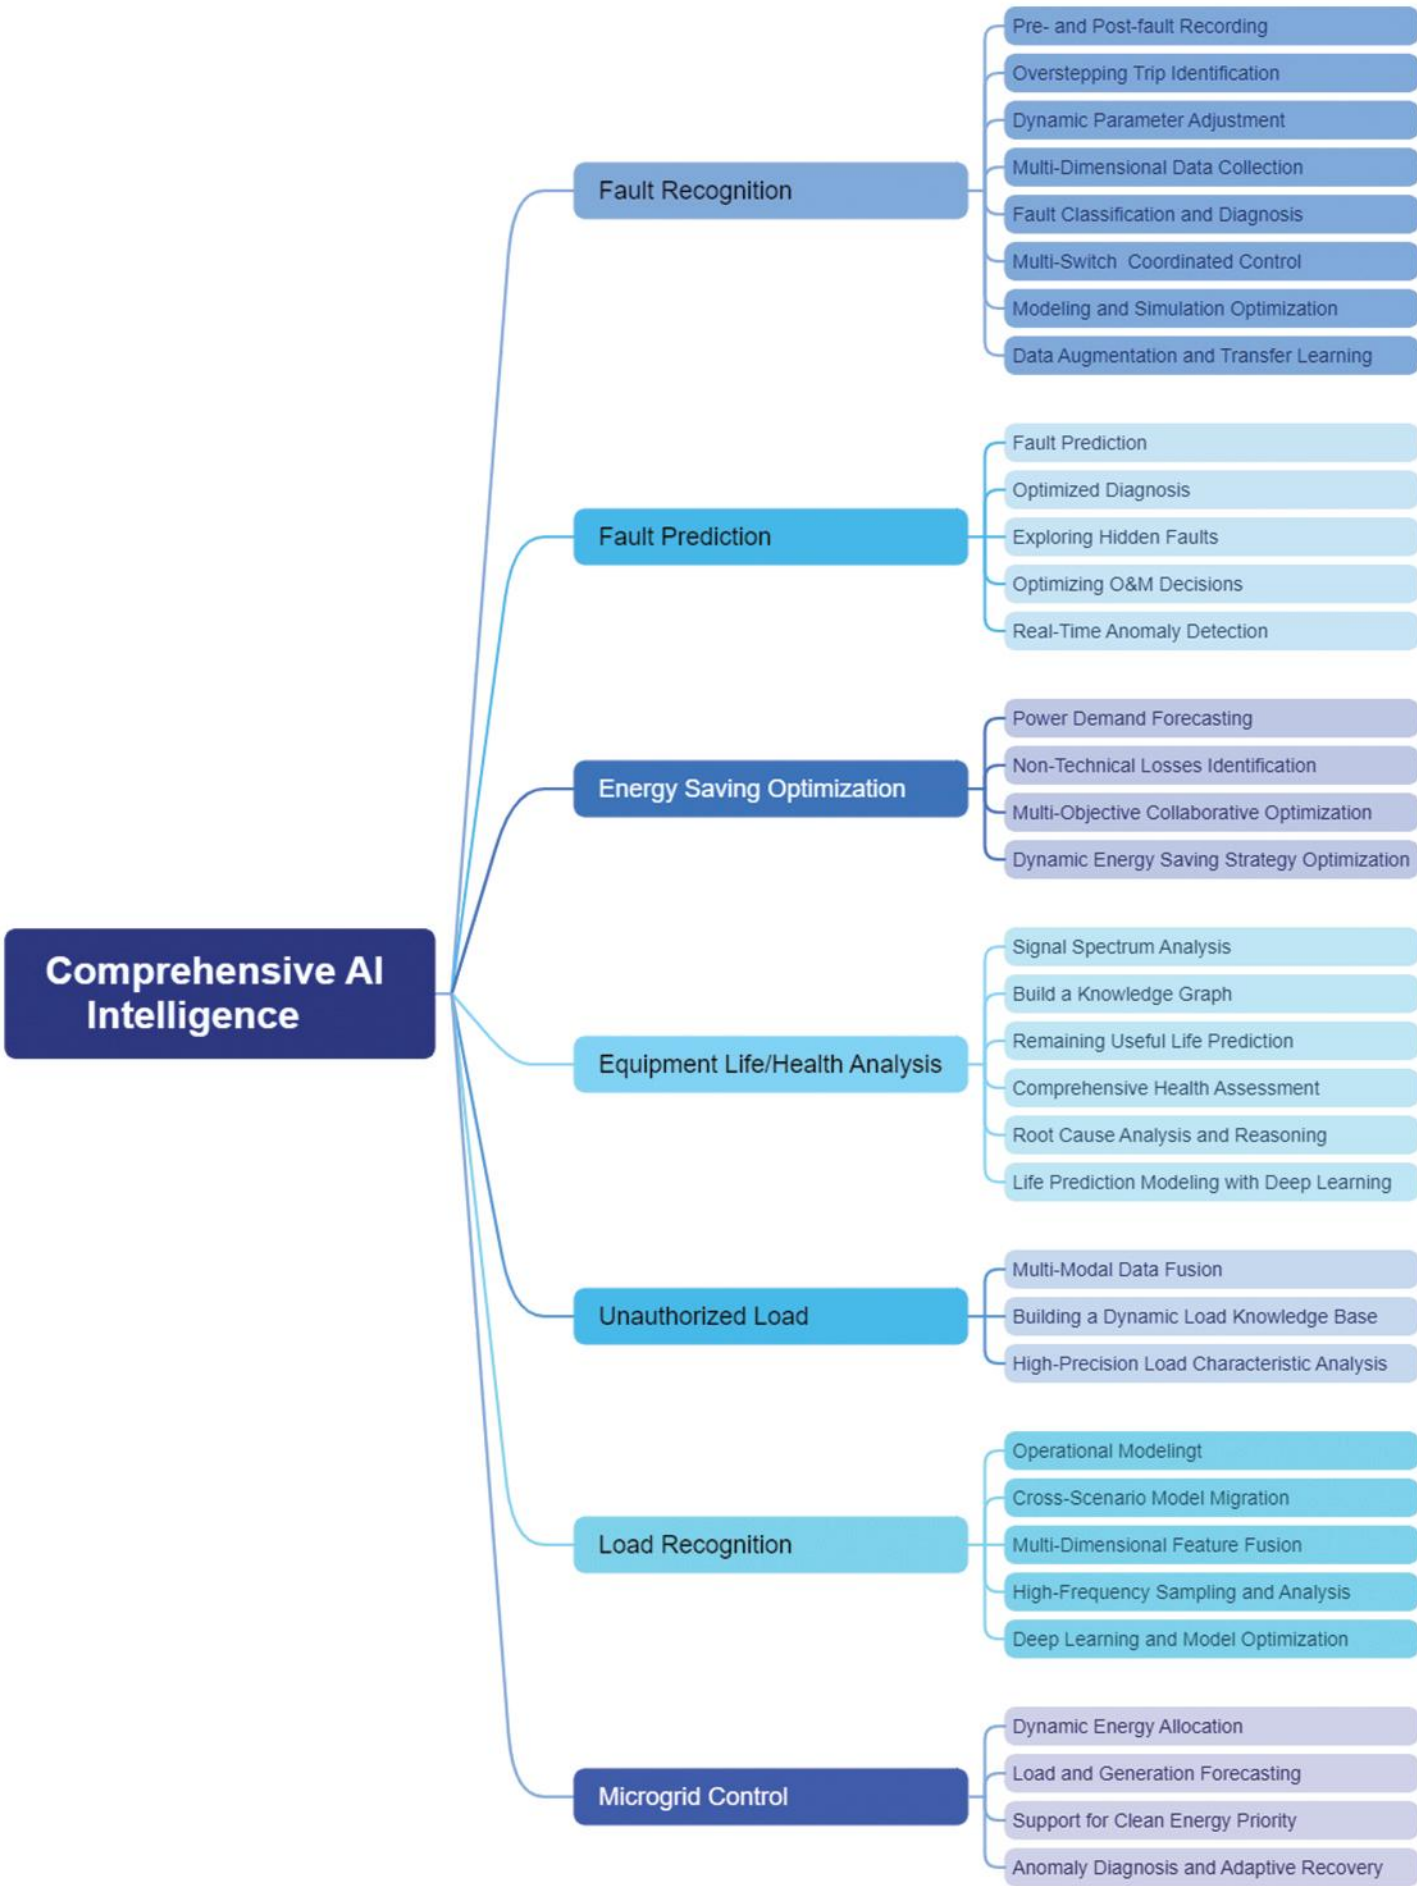 Comprehensive AI
Intelligence
Fault Recognition
Pre- and Post-fault Recording
Overstepping Trip Identification
Dynamic Parameter Adjustment
Multi-Dimensional Data Collection
Fault Classification and Diagnosis
Multi-Switch Coordinated Control
Modeling and Simulation Optimization
Data Augmentation and Transfer Learning
Fault Prediction
Fault Prediction
Optimized Diagnosis
Exploring Hidden Faults
Optimizing O&M Decisions
Real-Time Anomaly Detection
Energy Saving Optimization
Power Demand Forecasting
Non-Technical Losses Identification
Multi-Objective Collaborative Optimization
Dynamic Energy Saving Strategy Optimization
Equipment Life/Health Analysis
Signal Spectrum Analysis
Build a Knowledge Graph
Remaining Useful Life Prediction
Comprehensive Health Assessment
Root Cause Analysis and Reasoning
Life Prediction Modeling with Deep Learning
Unauthorized Load
Multi-Modal Data Fusion
Building a Dynamic Load Knowledge Base
High-Precision Load Characteristic Analysis
Load Recognition
Operational Modelingt
Cross-Scenario Model Migration
Multi-Dimensional Feature Fusion
High-Frequency Sampling and Analysis
Deep Learning and Model Optimization
Microgrid Control
Dynamic Energy Allocation
Load and Generation Forecasting
Support for Clean Energy Priority
Anomaly Diagnosis and Adaptive Recovery